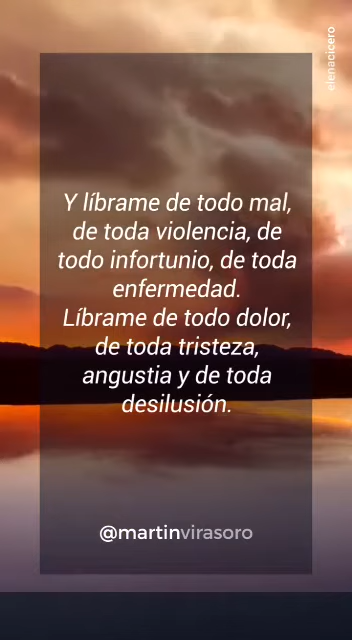 elenacicero
Y líbrame de todo mal,
de toda violencia, de
todo infortunio, de toda
enfermedad.
Líbrame de todo dolor,
de toda tristeza,
angustia y de toda
desilusión.
@martinvirasoro